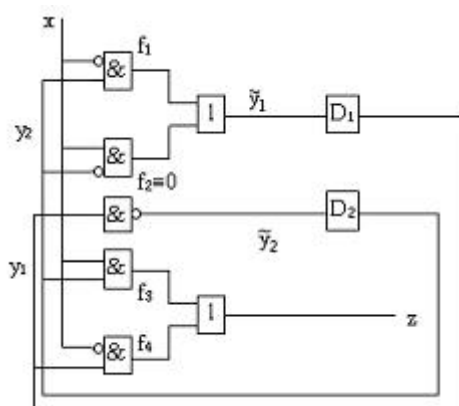 x
f₁
&
1
ỹ₁
D₁
y₂
&
f₂≡0
&
D₂
ỹ₂
y₁
&
f₃
1
z
&
f₄